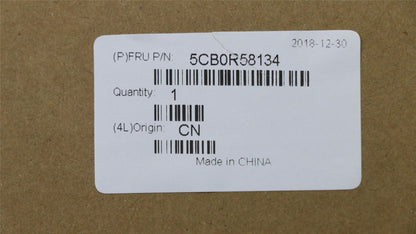 2018-12-30
(P)FRU P/N: 5CB0R58134
Quantity: 1
(4L)Origin: CN
Made in CHINA